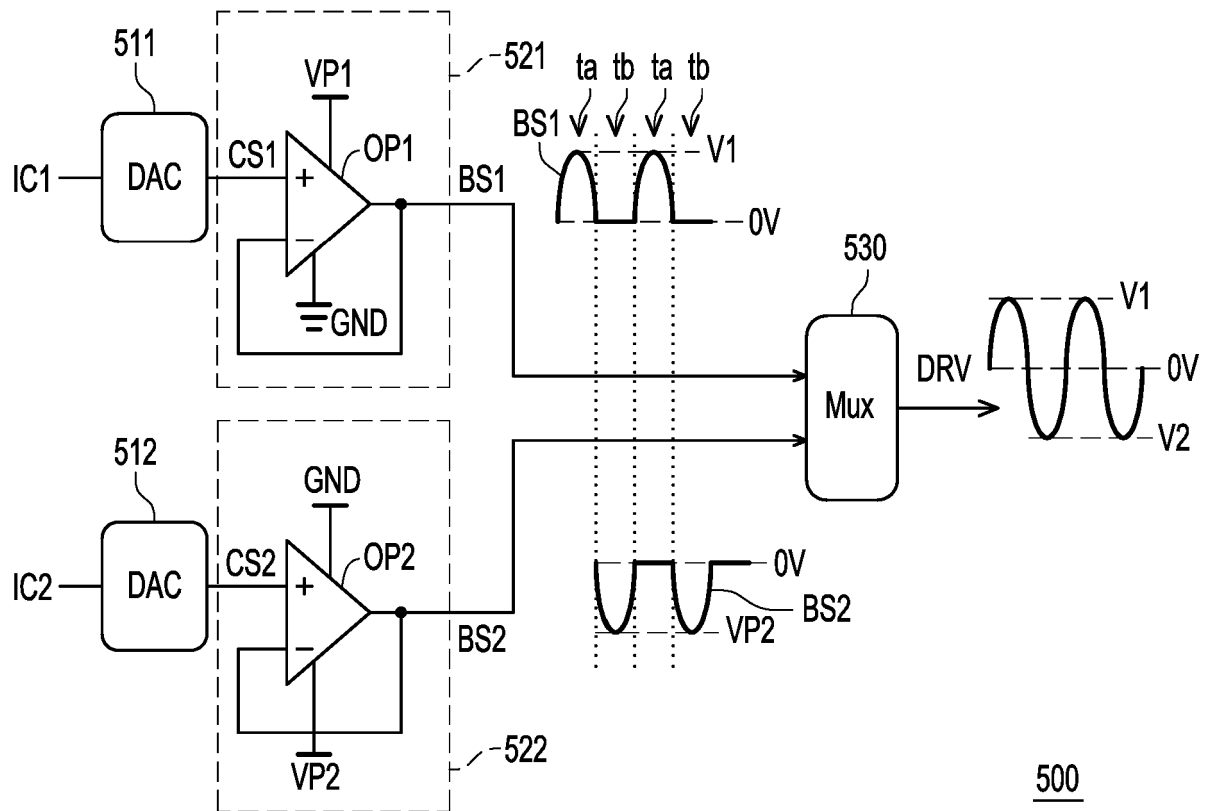 511
VP1
521
ta tb ta tb
BS1
V1
DAC
CS1
OP1
IC1
+
BS1
−
0V
530
GND
V1
DRV
0V
Mux
V2
512
GND
OP2
CS2
0V
IC2
DAC
+
BS2
−
BS2
VP2
VP2
522
500